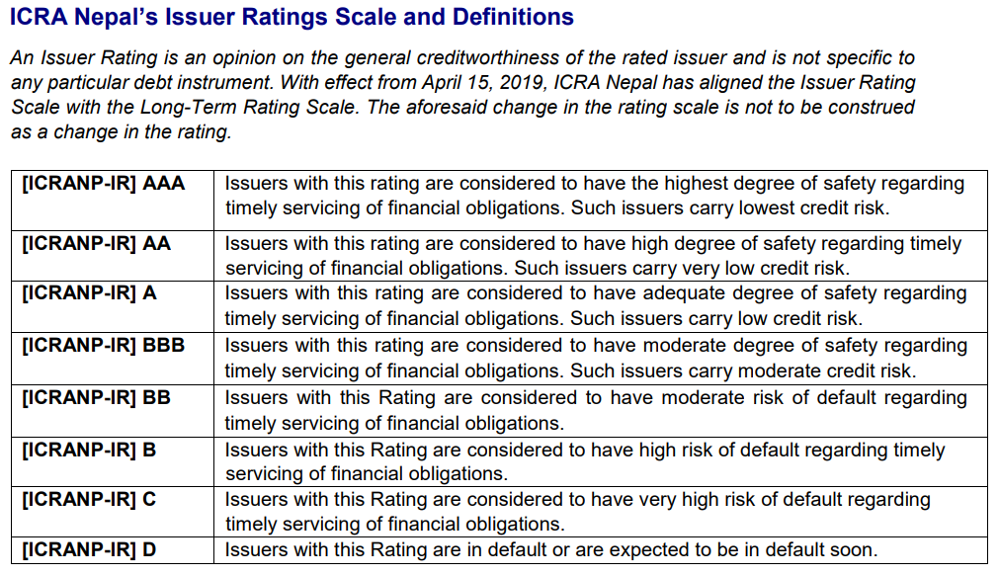 ICRA Nepal’s Issuer Ratings Scale and Definitions
An Issuer Rating is an opinion on the general creditworthiness of the rated issuer and is not specific to
any particular debt instrument. With effect from April 15, 2019, ICRA Nepal has aligned the Issuer Rating
Scale with the Long-Term Rating Scale. The aforesaid change in the rating scale is not to be construed
as a change in the rating.
[ICRANP-IR] AAA Issuers with this rating are considered to have the highest degree of safety regarding
timely servicing of financial obligations. Such issuers carry lowest credit risk.
[ICRANP-IR] AA Issuers with this rating are considered to have high degree of safety regarding timely
servicing of financial obligations. Such issuers carry very low credit risk.
[ICRANP-IR] A Issuers with this rating are considered to have adequate degree of safety regarding
timely servicing of financial obligations. Such issuers carry low credit risk.
[ICRANP-IR] BBB Issuers with this rating are considered to have moderate degree of safety regarding
timely servicing of financial obligations. Such issuers carry moderate credit risk.
[ICRANP-IR] BB Issuers with this Rating are considered to have moderate risk of default regarding
timely servicing of financial obligations.
[ICRANP-IR] B Issuers with this Rating are considered to have high risk of default regarding timely
servicing of financial obligations.
[ICRANP-IR] C Issuers with this Rating are considered to have very high risk of default regarding
timely servicing of financial obligations.
[ICRANP-IR] D Issuers with this Rating are in default or are expected to be in default soon.